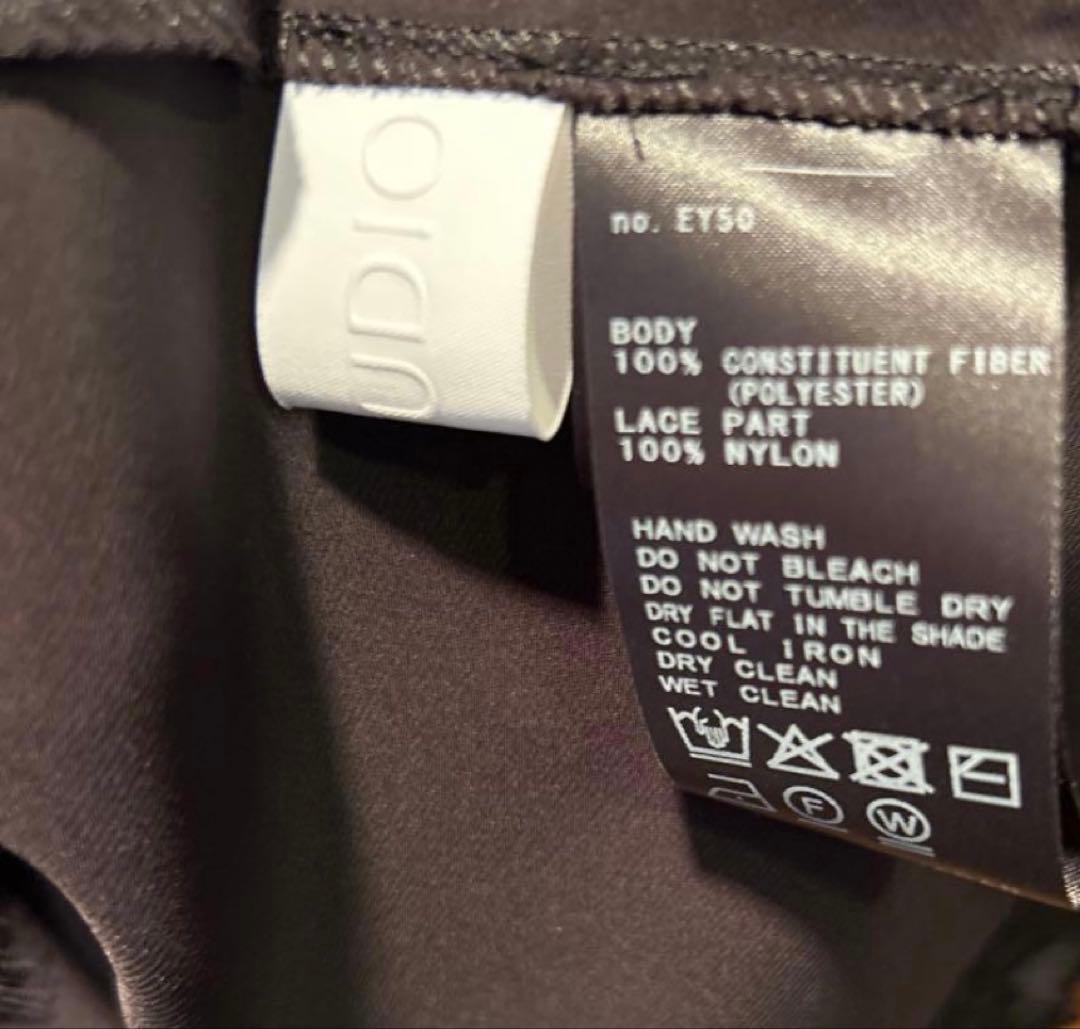 UDIO
no. EY50
BODY
100% CONSTITUENT FIBER
(POLYESTER)
LACE PART
100% NYLON
HAND WASH
DO NOT BLEACH
DO NOT TUMBLE DRY
DRY FLAT IN THE SHADE
COOL IRON
DRY CLEAN
WET CLEAN
F W